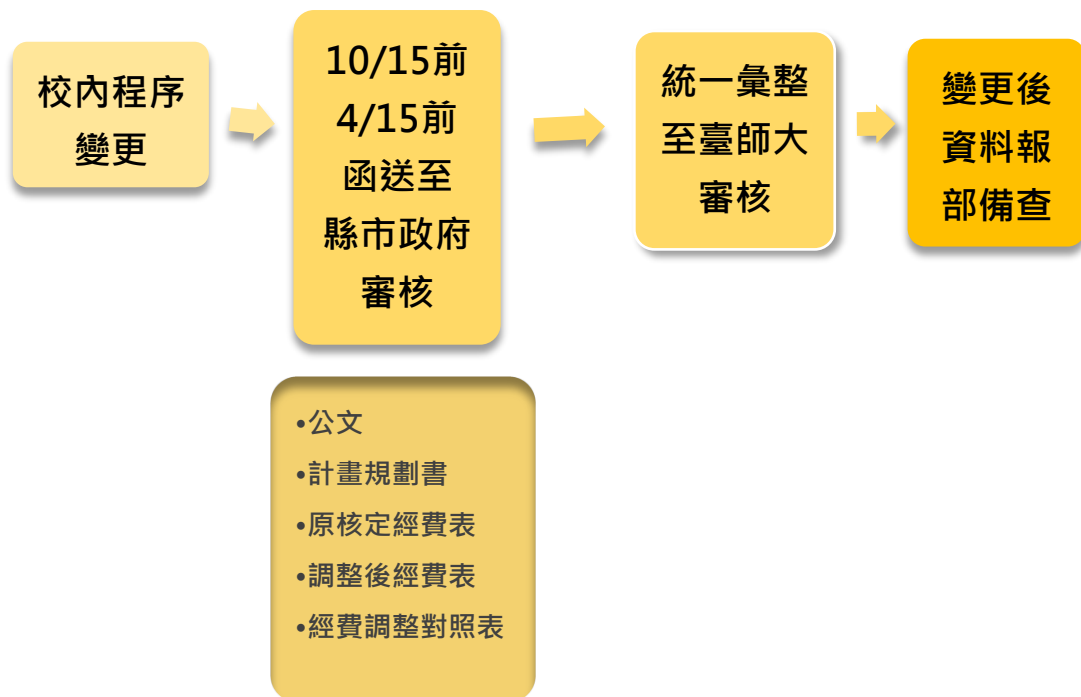 校內程序
變更
10/15前
4/15前
函送至
縣市政府
審核
統一彙整
至臺師大
審核
變更後
資料報
部備查
•公文
•計畫規劃書
•原核定經費表
•調整後經費表
•經費調整對照表